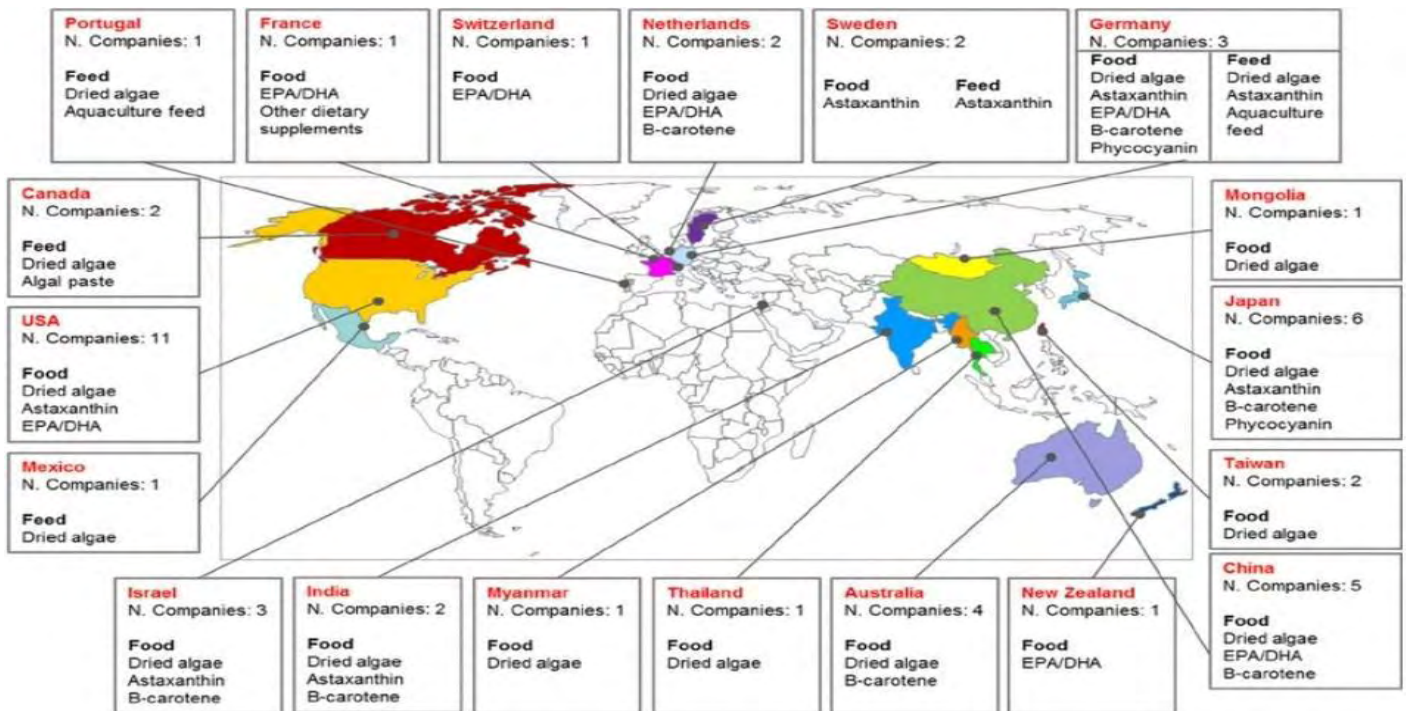 Portugal
N. Companies: 1
Feed
Dried algae
Aquaculture feed
France
N. Companies: 1
Food
EPA/DHA
Other dietary
supplements
Switzerland
N. Companies: 1
Food
EPA/DHA
Netherlands
N. Companies: 2
Food
Dried algae
EPA/DHA
B-carotene
Sweden
N. Companies: 2
Food
Astaxanthin
Feed
Astaxanthin
Germany
N. Companies: 3
Food
Dried algae
Astaxanthin
EPA/DHA
B-carotene
Phycocyanin
Feed
Dried algae
Astaxanthin
Aquaculture
feed
Canada
N. Companies: 2
Feed
Dried algae
Algal paste
USA
N. Companies: 11
Food
Dried algae
Astaxanthin
EPA/DHA
Mexico
N. Companies: 1
Feed
Dried algae
Mongolia
N. Companies: 1
Food
Dried algae
Japan
N. Companies: 6
Food
Dried algae
Astaxanthin
B-carotene
Phycocyanin
Taiwan
N. Companies: 2
Food
Dried algae
China
N. Companies: 5
Food
Dried algae
EPA/DHA
B-carotene
Israel
N. Companies: 3
Food
Dried algae
Astaxanthin
B-carotene
India
N. Companies: 2
Food
Dried algae
Astaxanthin
B-carotene
Myanmar
N. Companies: 1
Food
Dried algae
Thailand
N. Companies: 1
Food
Dried algae
Australia
N. Companies: 4
Food
Dried algae
B-carotene
New Zealand
N. Companies: 1
Food
EPA/DHA